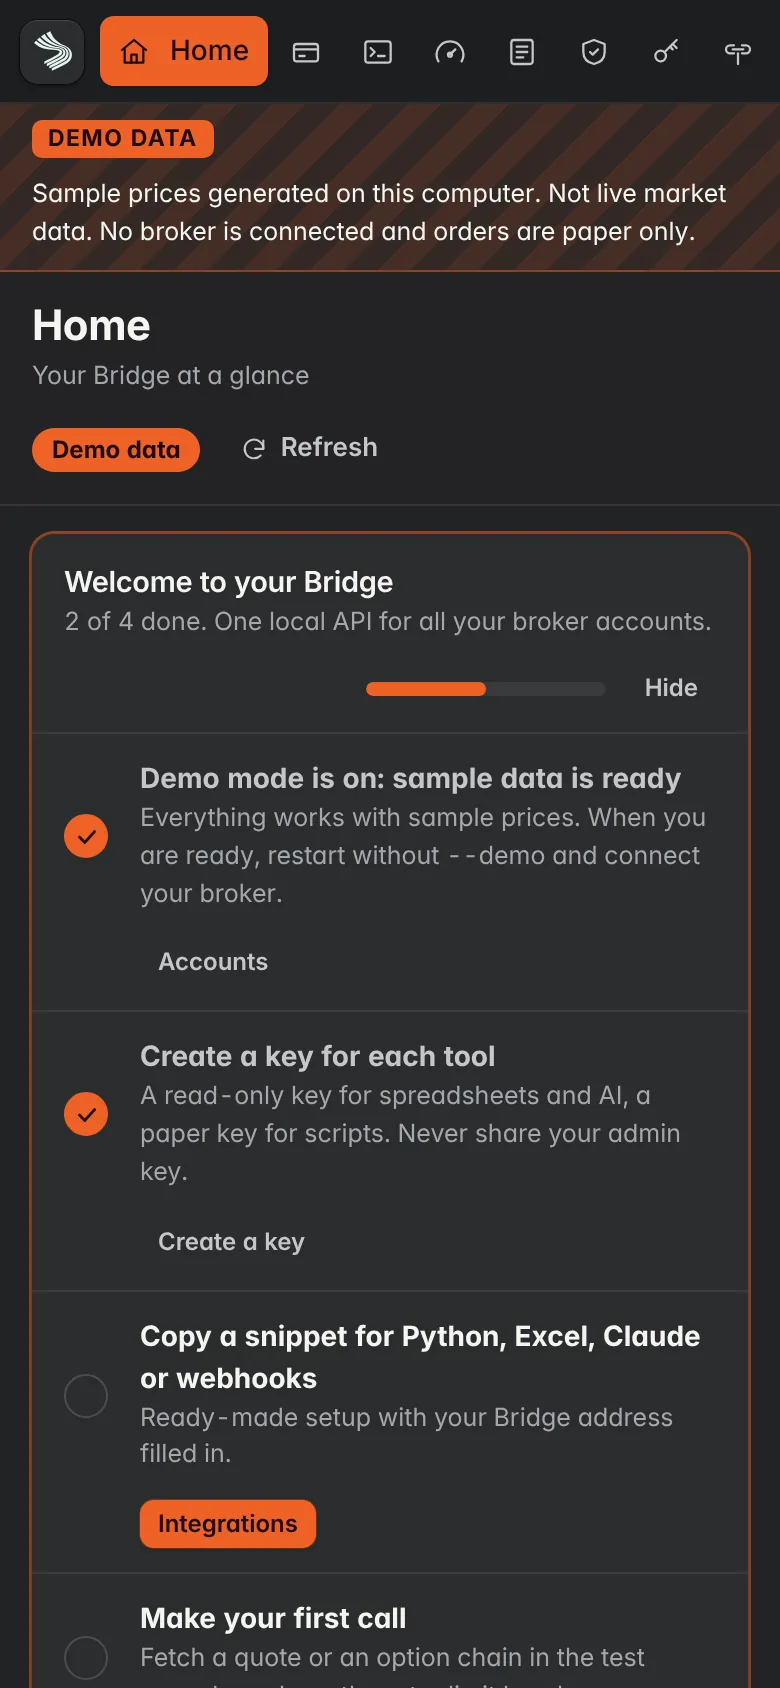 Home
DEMO DATA
Sample prices generated on this computer. Not live market
data. No broker is connected and orders are paper only.
Home
Your Bridge at a glance
Demo data
Refresh
Welcome to your Bridge
2 of 4 done. One local API for all your broker accounts.
Hide
Demo mode is on: sample data is ready
Everything works with sample prices. When you
are ready, restart without --demo and connect
your broker.
Accounts
Create a key for each tool
A read-only key for spreadsheets and AI, a
paper key for scripts. Never share your admin
key.
Create a key
Copy a snippet for Python, Excel, Claude
or webhooks
Ready-made setup with your Bridge address
filled in.
Integrations
Make your first call
Fetch a quote or an option chain in the test